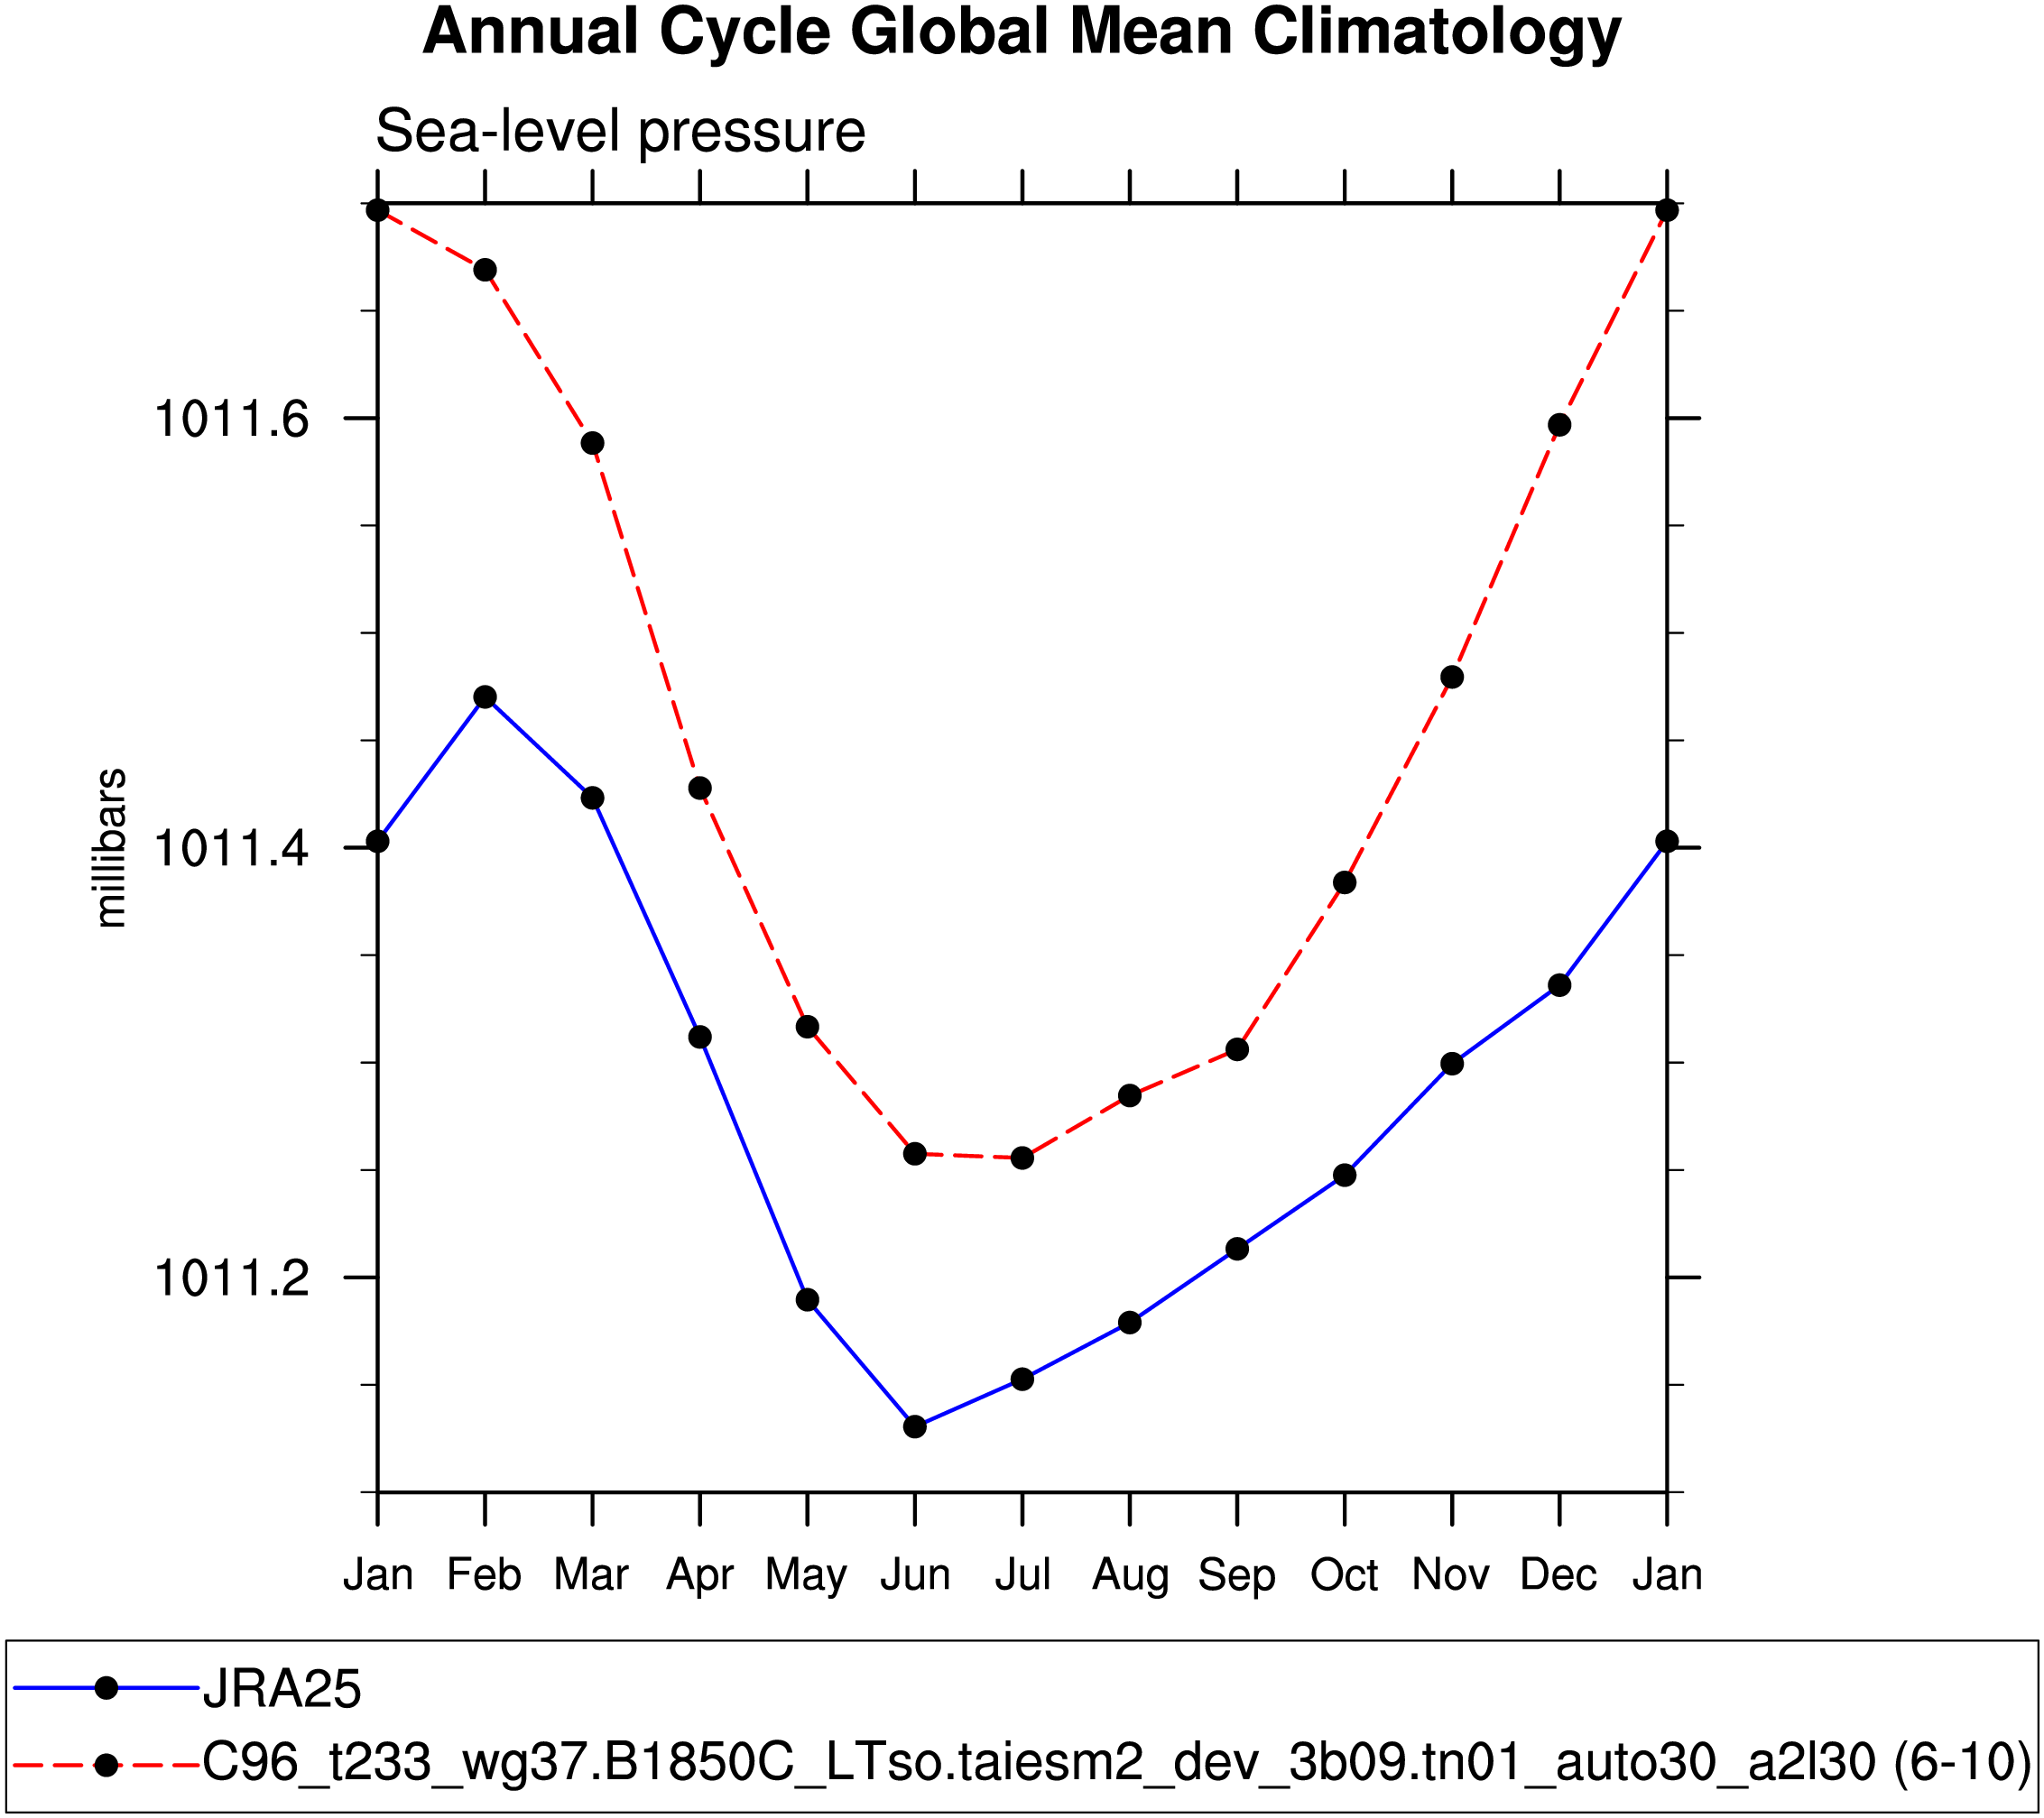 Annual Cycle Global Mean Climatology
Sea-level pressure
1011.6
1011.4
1011.2
millibars
Jan Feb Mar Apr May Jun Jul Aug Sep Oct Nov Dec Jan
JRA25
C96_t233_wg37.B1850C_LTso.taiesm2_dev_3b09.tn01_auto30_a2l30 (6-10)